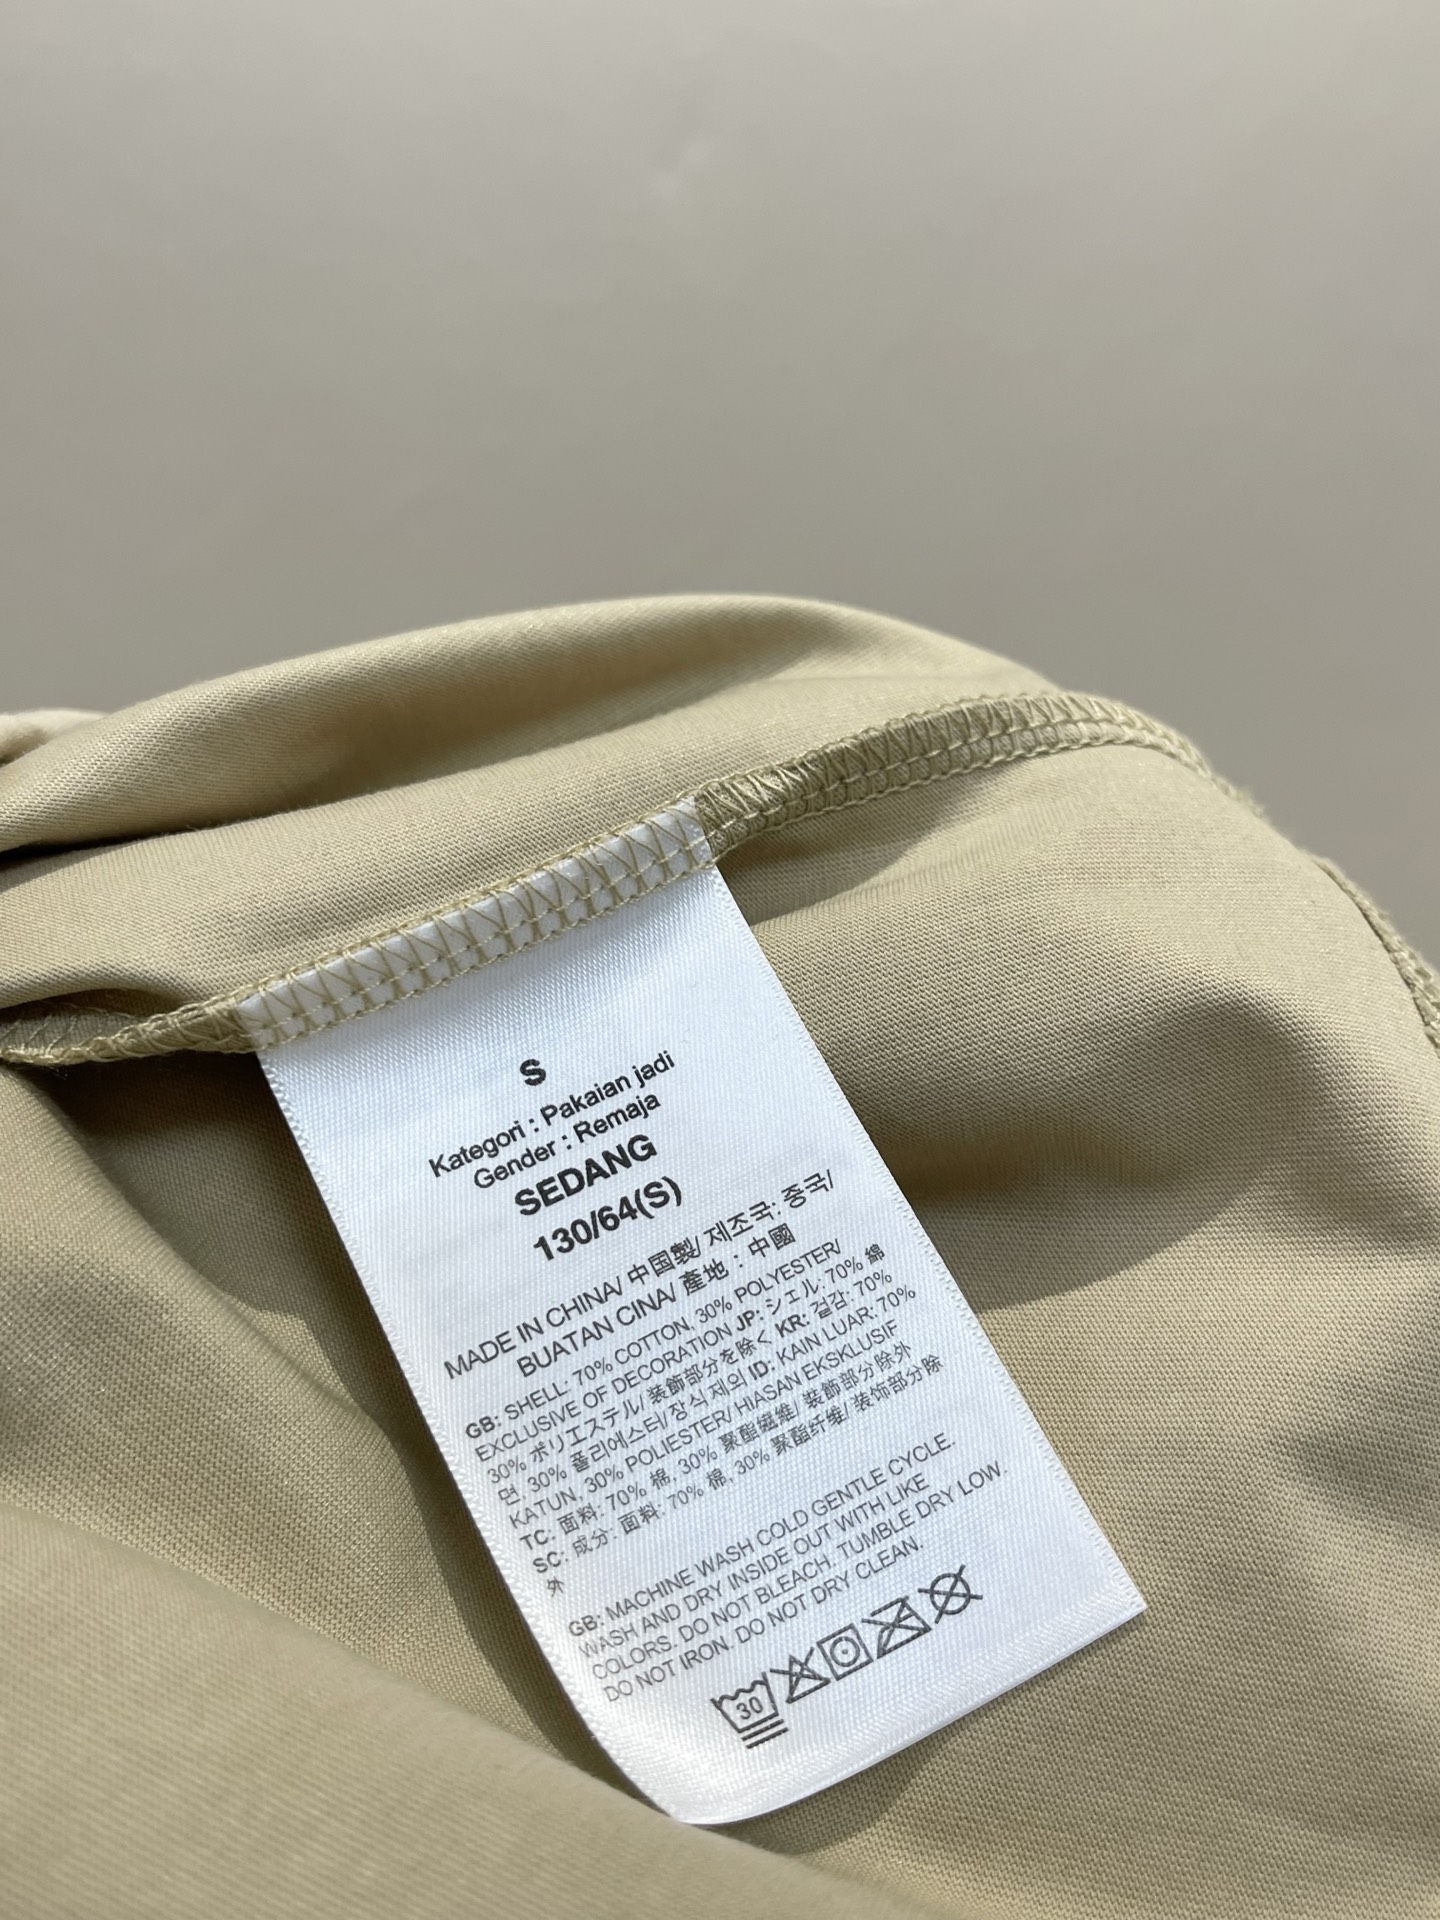 S
Kategori : Pakaian jadi
Gender : Remaja
SEDANG
130/64(S)
MADE IN CHINA/ 中国製/ 제조국: 중국/
BUATAN CINA/ 產地 : 中國
GB: SHELL: 70% COTTON, 30% POLYESTER/
EXCLUSIVE OF DECORATION JP: シェル: 70% 綿
30% ポリエステル/ 装飾部分を除く KR: 겉감: 70%
면, 30% 폴리에스터/ 장식 제외 ID: KAIN LUAR: 70%
KATUN, 30% POLIESTER/ HIASAN EKSKLUSIF
TC: 面料: 70% 棉, 30% 聚酯纖維/ 裝飾部分除外
SC: 成分: 面料: 70% 棉, 30% 聚酯纤维/ 装饰部分除
外
GB: MACHINE WASH COLD GENTLE CYCLE.
WASH AND DRY INSIDE OUT WITH LIKE
COLORS. DO NOT BLEACH. TUMBLE DRY LOW.
DO NOT IRON. DO NOT DRY CLEAN.
30